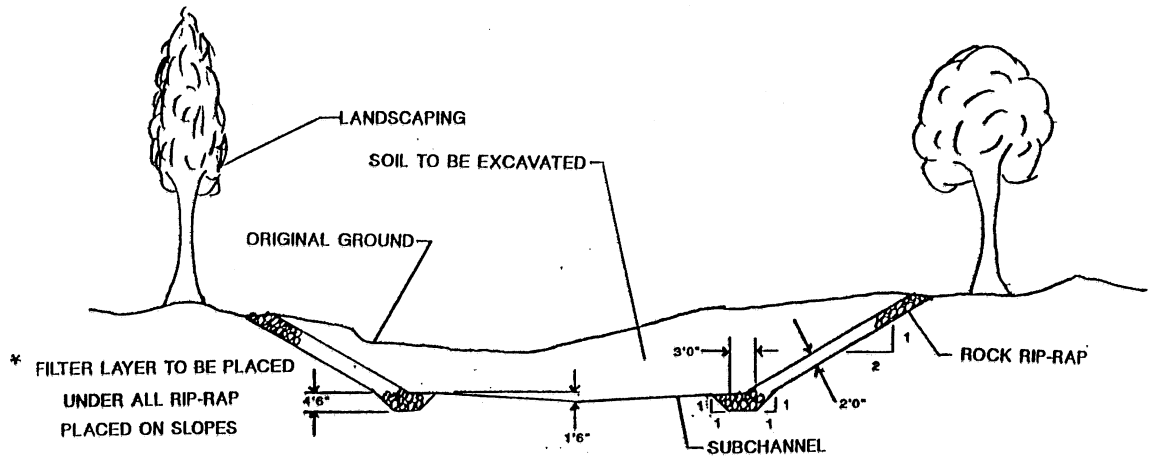 LANDSCAPING
SOIL TO BE EXCAVATED
ORIGINAL GROUND
* FILTER LAYER TO BE PLACED
UNDER ALL RIP-RAP
PLACED ON SLOPES
4'6"
1'6"
3'0"
1
2
ROCK RIP-RAP
2'0"
1
1
1
1
SUBCHANNEL